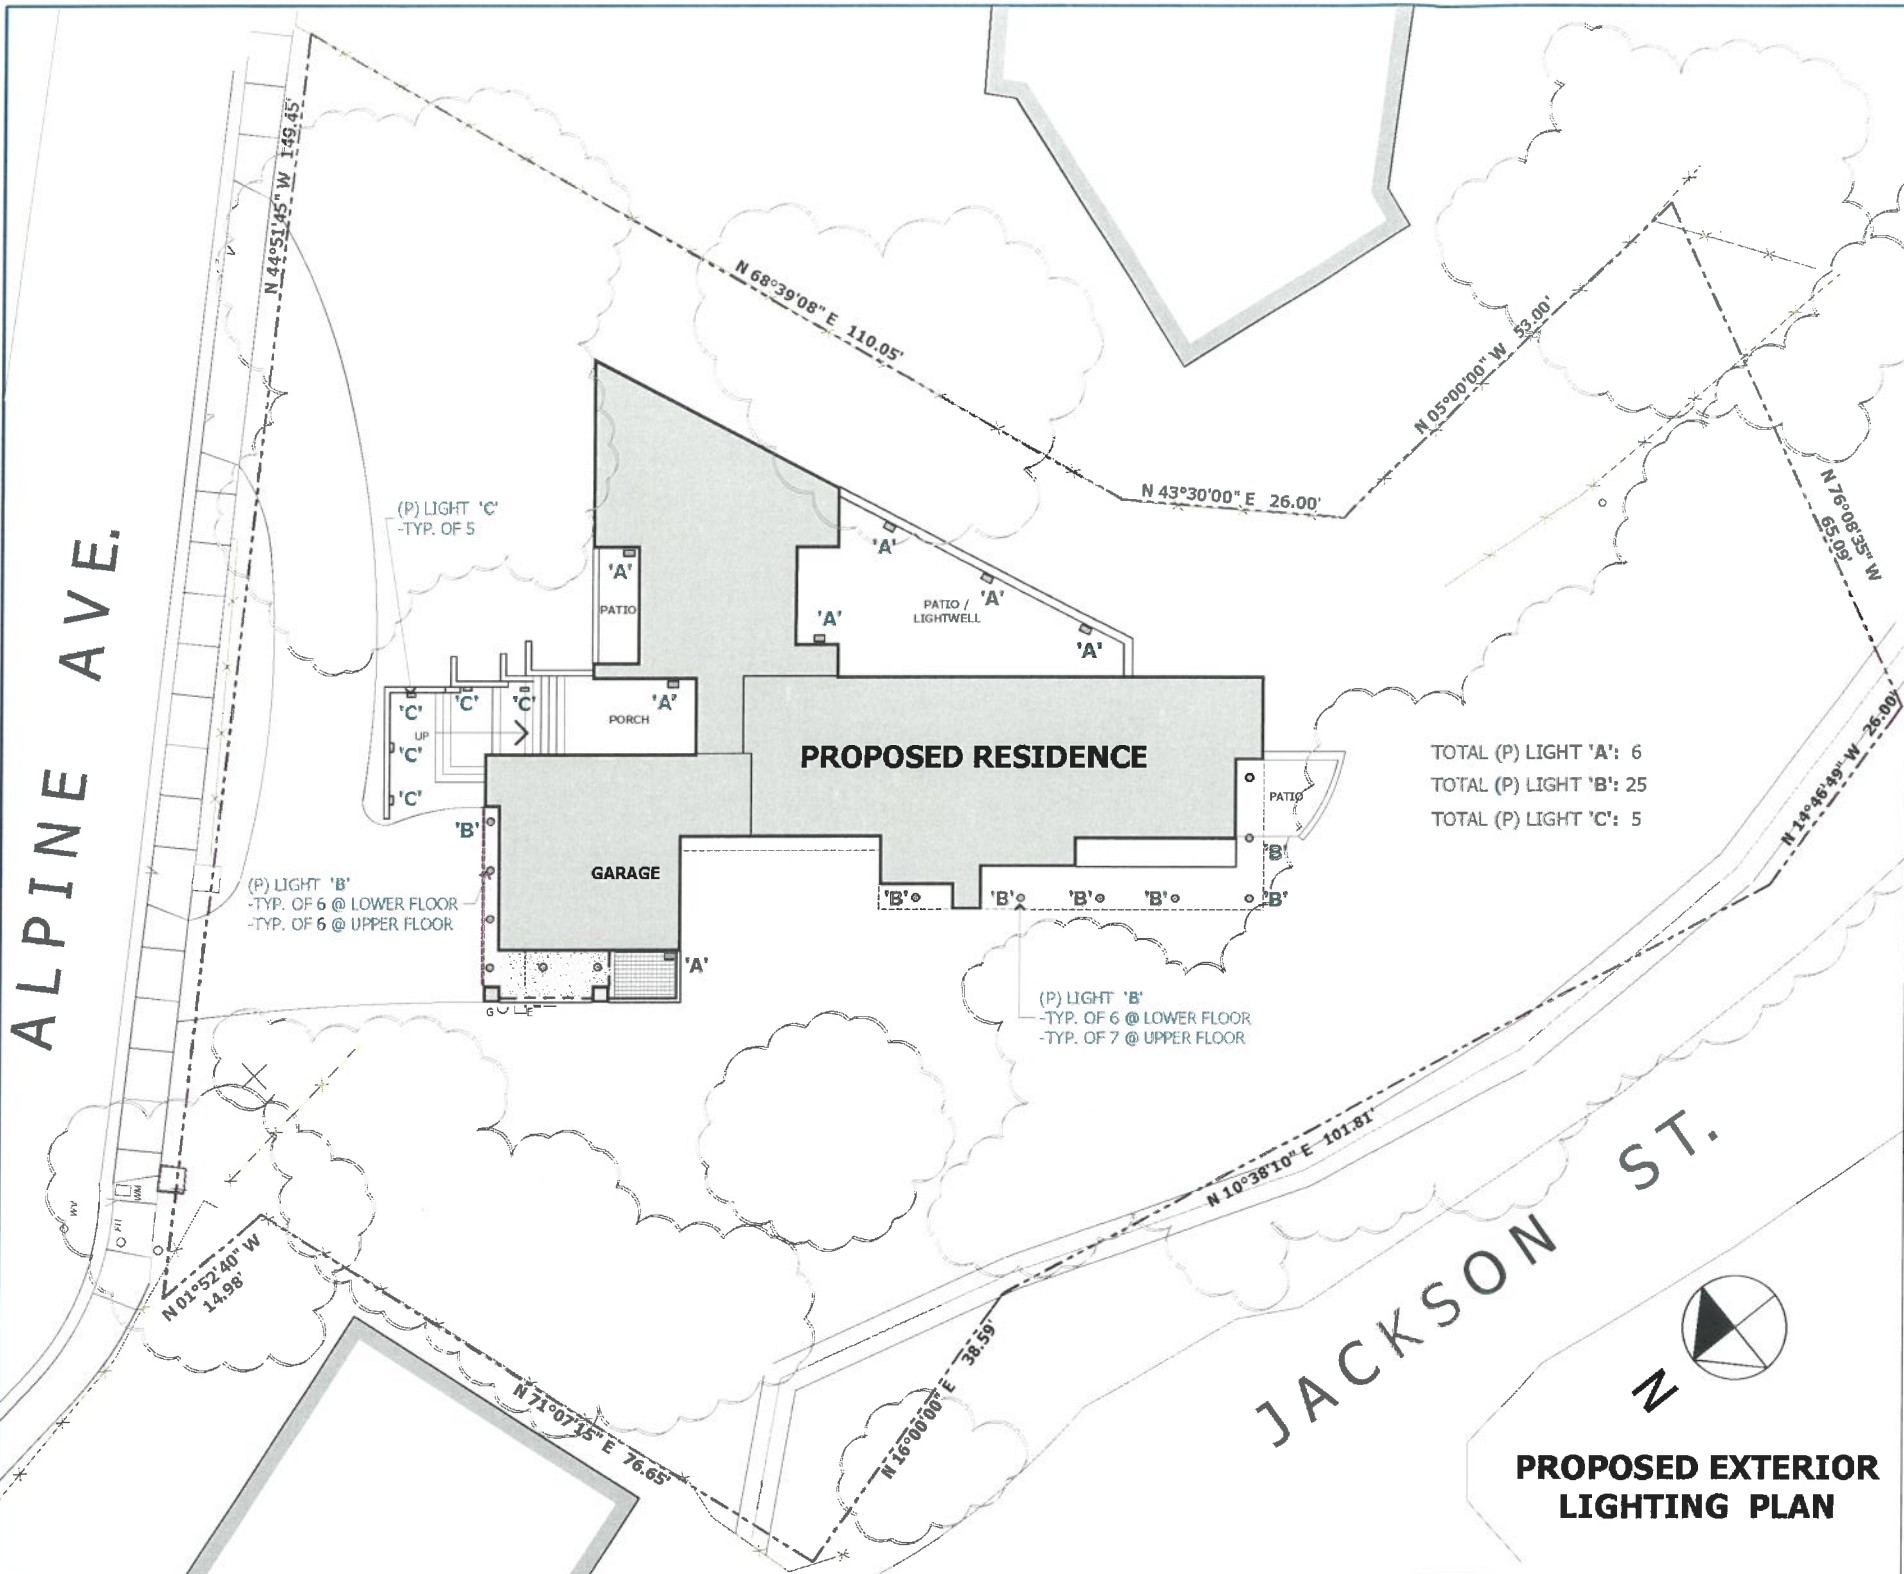 N 44°51'45" W 149.45'
N 68°39'08" E 110.05'
N 05°00'00" W 53.00'
N 43°30'00" E 26.00'
N 76°08'35" W
65.09'
(P) LIGHT 'C'
-TYP. OF 5
'A'
'A'
PATIO
PATIO /
LIGHTWELL
'A'
'A'
'A'
'A'
'C'
'C'
'C'
UP
PORCH
'C'
'C'
ALPINE AVE.
PROPOSED RESIDENCE
PATIO
TOTAL (P) LIGHT 'A': 6
TOTAL (P) LIGHT 'B': 25
TOTAL (P) LIGHT 'C': 5
N 14°46'49" W 26.00'
'B'
'B'
GARAGE
(P) LIGHT 'B'
-TYP. OF 6 @ LOWER FLOOR
-TYP. OF 6 @ UPPER FLOOR
'B'
'B'
'B'
'B'
'B'
'A'
G
E
(P) LIGHT 'B'
-TYP. OF 6 @ LOWER FLOOR
-TYP. OF 7 @ UPPER FLOOR
N 10°38'10" E 101.81'
WM
WV
N 01°52'40" W
14.98'
JACKSON ST.
N 16°00'00" E 38.59'
N 71°07'15" E 76.65'
N
PROPOSED EXTERIOR
LIGHTING PLAN